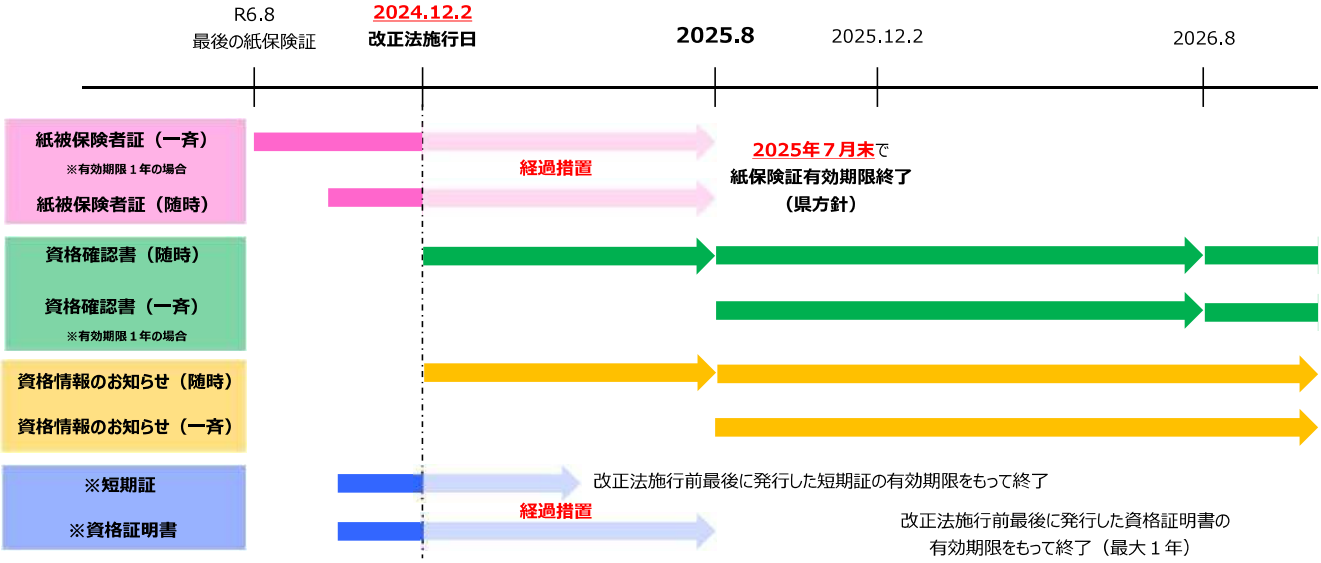 R6.8
最後の紙保険証
2024.12.2
改正法施行日
2025.8
2025.12.2
2026.8
紙被保険者証（一斉）
※有効期限１年の場合
紙被保険者証（随時）
経過措置
2025年７月末で
紙保険証有効期限終了
（県方針）
資格確認書（随時）
資格確認書（一斉）
※有効期限１年の場合
資格情報のお知らせ（随時）
資格情報のお知らせ（一斉）
※短期証
改正法施行前最後に発行した短期証の有効期限をもって終了
経過措置
※資格証明書
改正法施行前最後に発行した資格証明書の
有効期限をもって終了（最大１年）